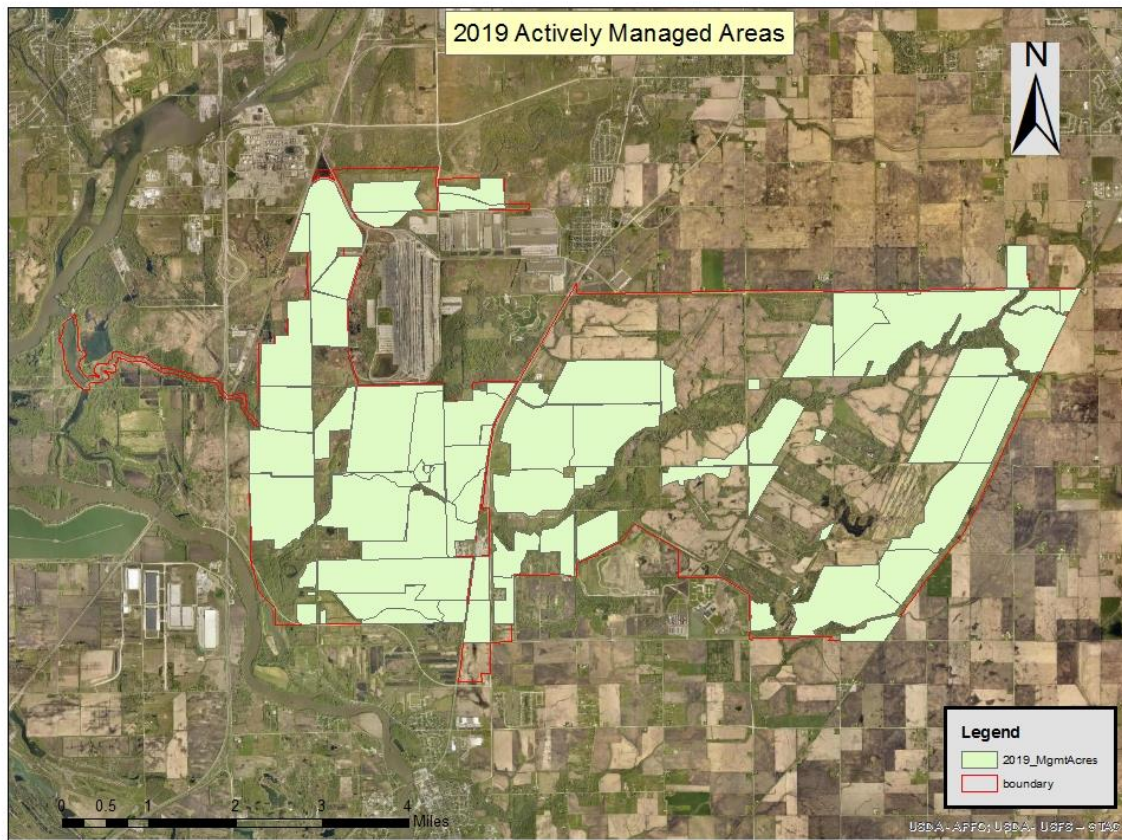 2019 Actively Managed Areas
N
Legend
2019_MgmtAcres
boundary
0 0.5 1 2 3 4
Miles
USDA- APFO; USDA- USFS – GTAC